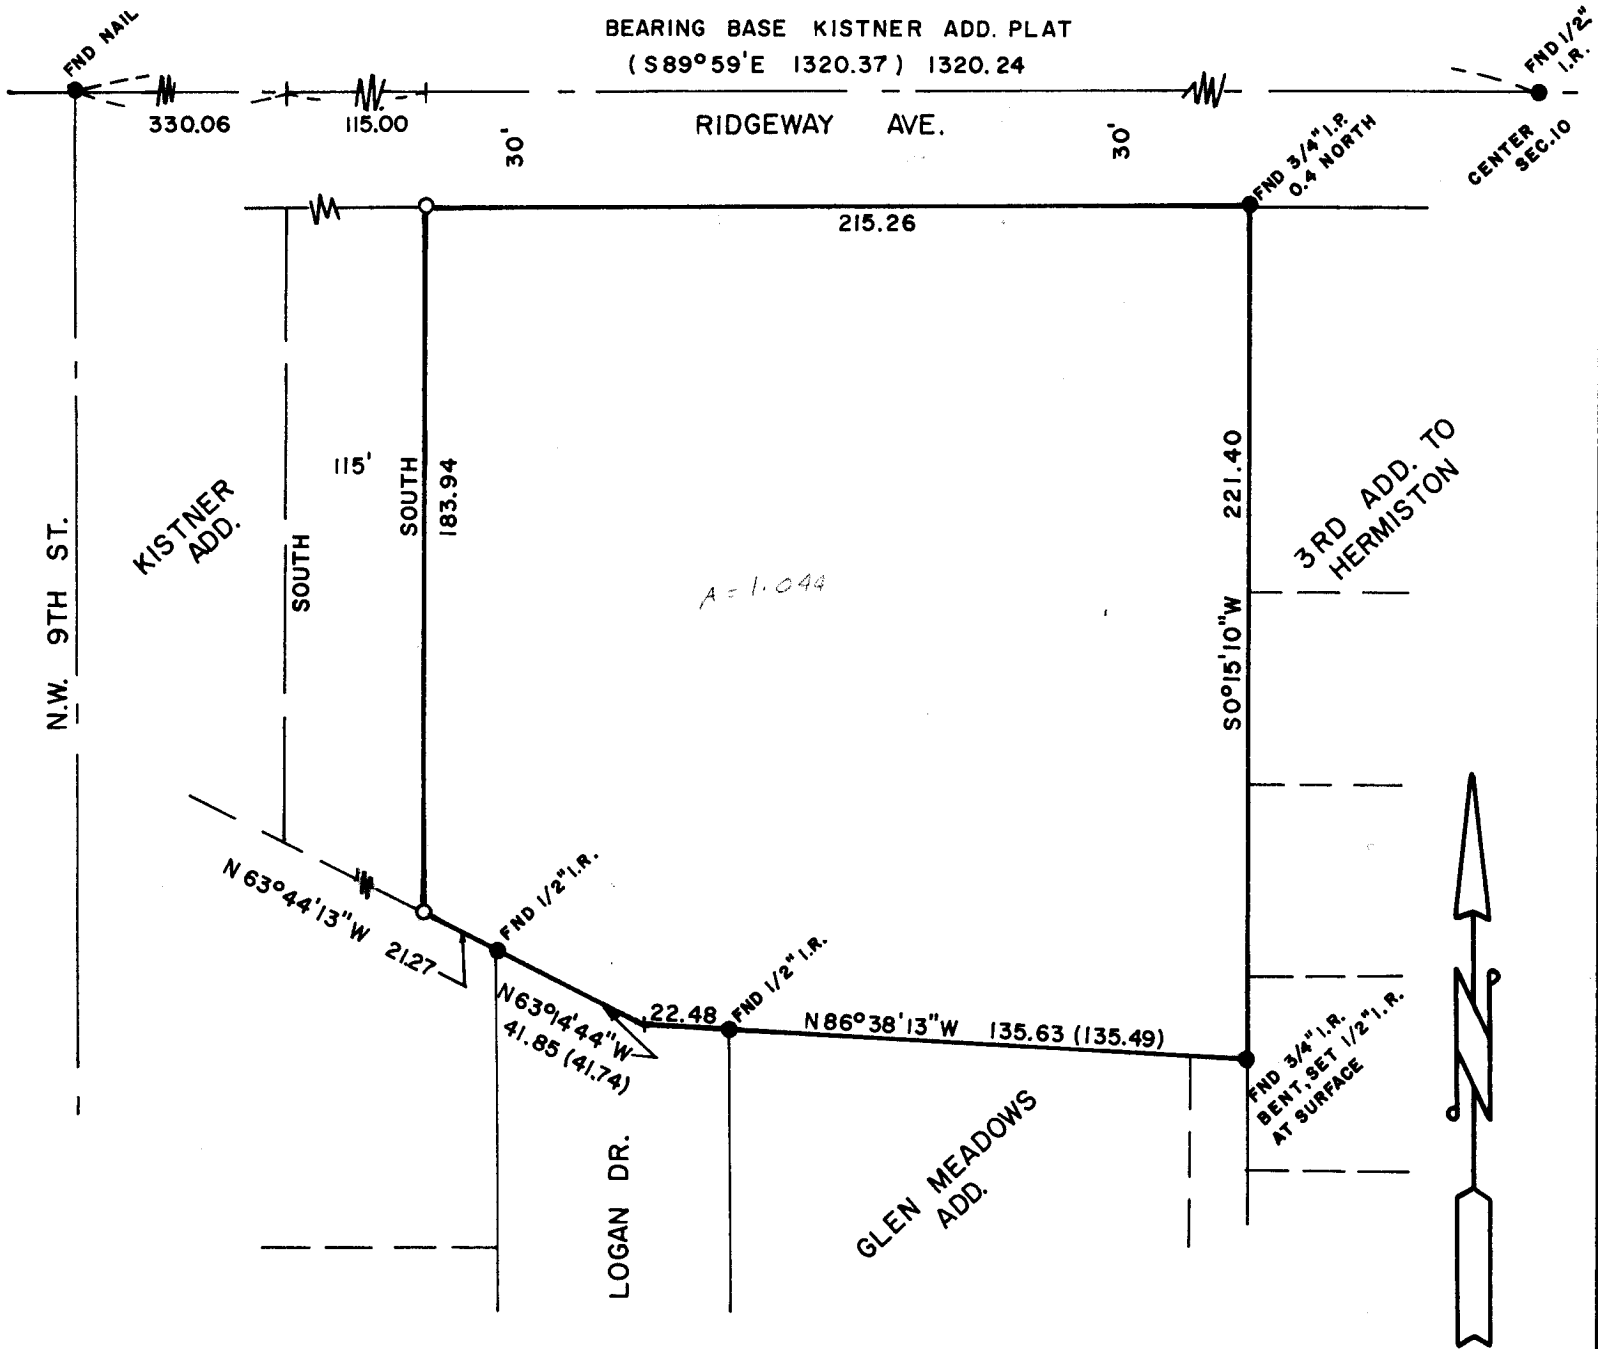 BEARING BASE KISTNER ADD. PLAT
(S89°59'E 1320.37) 1320.24
FND NAIL
FND 1/2"
I.R.
330.06
115.00
RIDGEWAY AVE.
30'
30'
FND 3/4" I.P.
0.4 NORTH
CENTER
SEC.10
215.26
115'
SOUTH
183.94
221.40
S0°15'10"W
KISTNER
ADD.
SOUTH
N.W. 9TH ST.
3RD ADD. TO
HERMISTON
A = 1.044
N63°44'13"W 21.27
FND 1/2" I.R.
N63°14'44"W
41.85 (41.74)
22.48
FND 1/2" I.R.
N86°38'13"W 135.63 (135.49)
FND 3/4" I.R.
BENT, SET 1/2" I.R.
AT SURFACE
LOGAN DR.
GLEN MEADOWS
ADD.
N